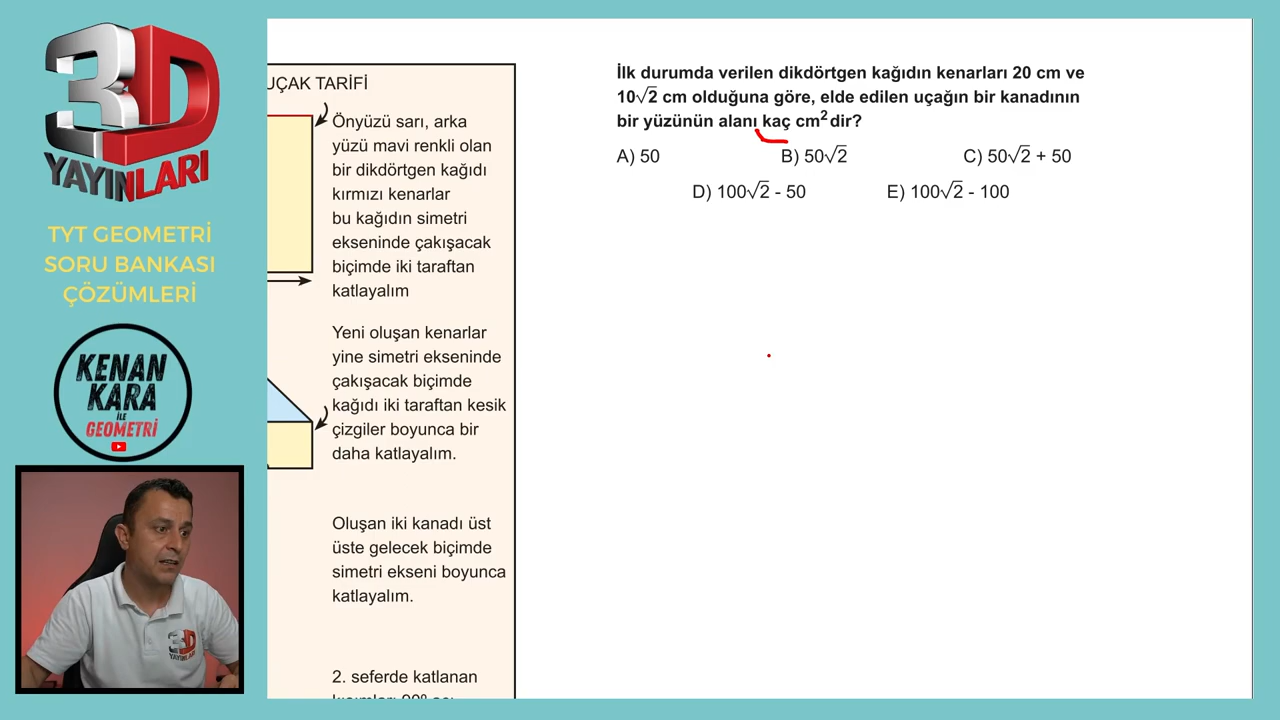 3D
YAYINLARI
TYT GEOMETRİ
SORU BANKASI
ÇÖZÜMLERİ
KENAN
KARA
İLE
GEOMETRİ
3D
YAYINLARI
UÇAK TARİFİ
Önyüzü sarı, arka
yüzü mavi renkli olan
bir dikdörtgen kağıdı
kırmızı kenarlar
bu kağıdın simetri
ekseninde çakışacak
biçimde iki taraftan
katlayalım
Yeni oluşan kenarlar
yine simetri ekseninde
çakışacak biçimde
kağıdı iki taraftan kesik
çizgiler boyunca bir
daha katlayalım.
Oluşan iki kanadı üst
üste gelecek biçimde
simetri ekseni boyunca
katlayalım.
2. seferde katlanan
İlk durumda verilen dikdörtgen kağıdın kenarları 20 cm ve
10√2 cm olduğuna göre, elde edilen uçağın bir kanadının
bir yüzünün alanı kaç cm² dir?
A) 50 B) 50√2 C) 50√2 + 50
D) 100√2 - 50 E) 100√2 - 100